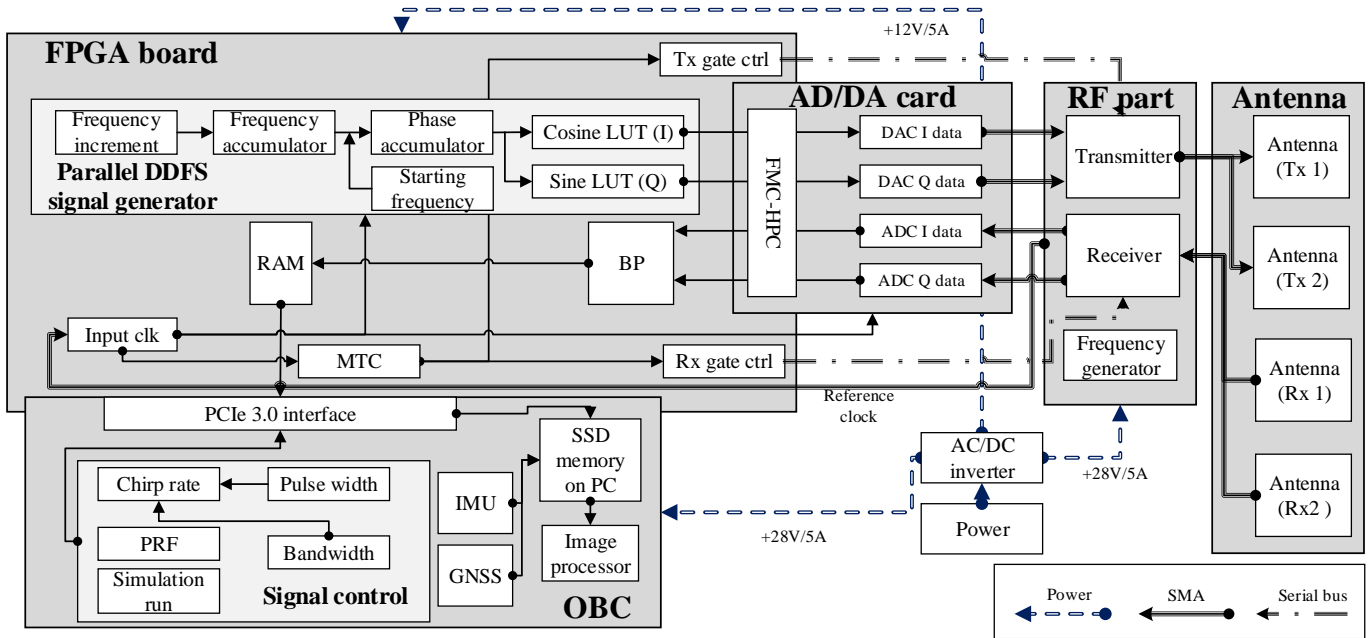 +12V/5A
FPGA board
Tx gate ctrl
AD/DA card
RF part
Antenna
Frequency
increment
Frequency
accumulator
Phase
accumulator
Cosine LUT (I)
Sine LUT (Q)
Starting
frequency
Parallel DDFS
signal generator
FMC-HPC
DAC I data
DAC Q data
ADC I data
ADC Q data
Transmitter
Receiver
Frequency
generator
Antenna
(Tx 1)
Antenna
(Tx 2)
Antenna
(Rx 1)
Antenna
(Rx2 )
RAM
BP
Input clk
MTC
Rx gate ctrl
Reference
clock
PCIe 3.0 interface
SSD
memory
on PC
Chirp rate
Pulse width
PRF
Bandwidth
Simulation
run
Signal control
IMU
GNSS
Image
processor
OBC
AC/DC
inverter
Power
+28V/5A
+28V/5A
Power
SMA
Serial bus